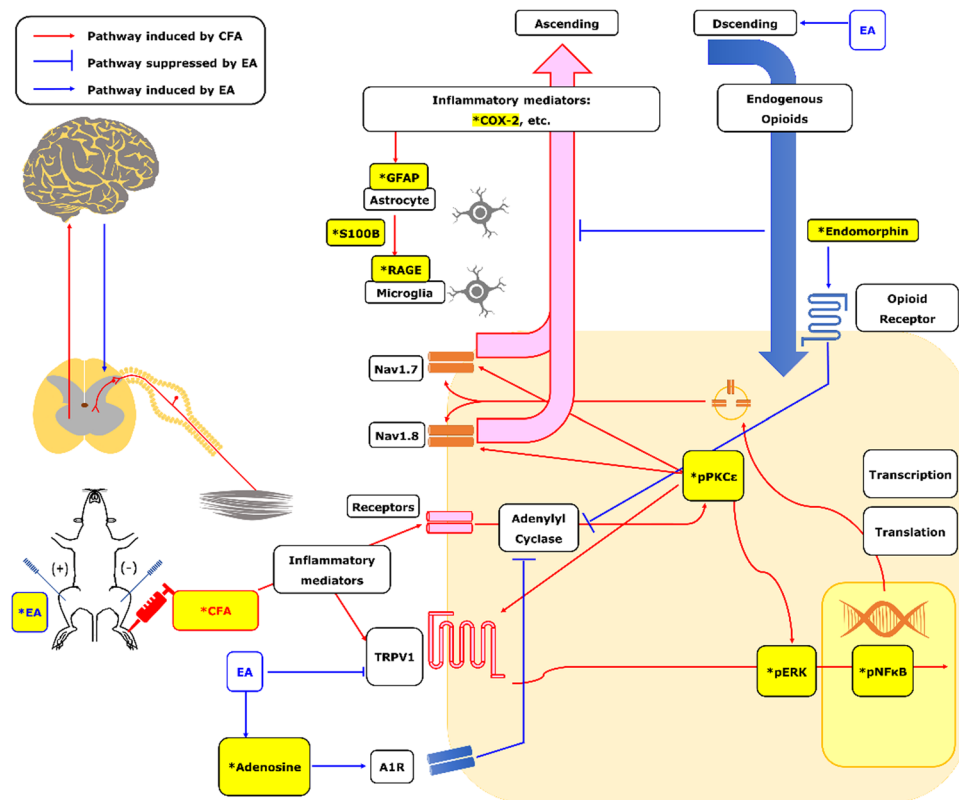 Pathway induced by CFA
Pathway suppressed by EA
Pathway induced by EA
Ascending
Dscending
EA
Inflammatory mediators:
*COX-2, etc.
Endogenous
Opioids
*GFAP
Astrocyte
*S100B
*RAGE
Microglia
*Endomorphin
Opioid
Receptor
Nav1.7
Nav1.8
*pPKCε
Transcription
Translation
Receptors
Adenylyl
Cyclase
Inflammatory
mediators
(+)
(-)
*EA
*CFA
TRPV1
EA
*pERK
*pNFκB
*Adenosine
A1R